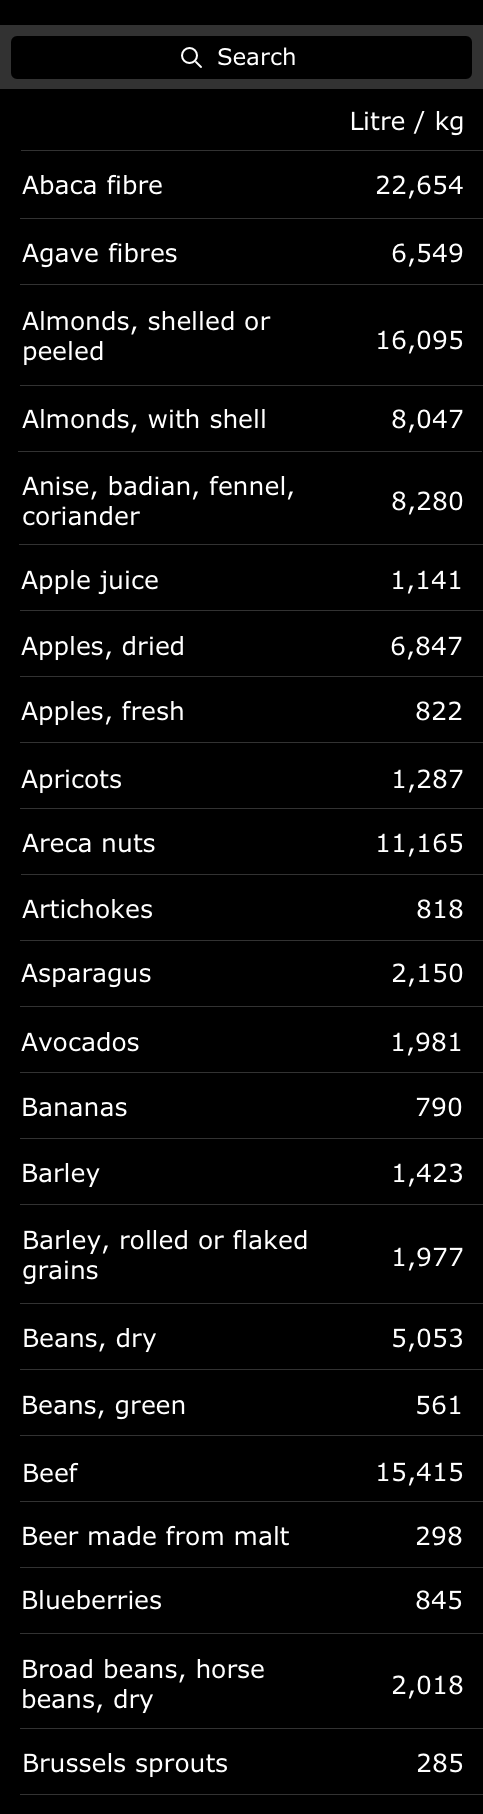 Search
Litre / kg
Abaca fibre 22,654
Agave fibres 6,549
Almonds, shelled or
peeled 16,095
Almonds, with shell 8,047
Anise, badian, fennel,
coriander 8,280
Apple juice 1,141
Apples, dried 6,847
Apples, fresh 822
Apricots 1,287
Areca nuts 11,165
Artichokes 818
Asparagus 2,150
Avocados 1,981
Bananas 790
Barley 1,423
Barley, rolled or flaked
grains 1,977
Beans, dry 5,053
Beans, green 561
Beef 15,415
Beer made from malt 298
Blueberries 845
Broad beans, horse
beans, dry 2,018
Brussels sprouts 285